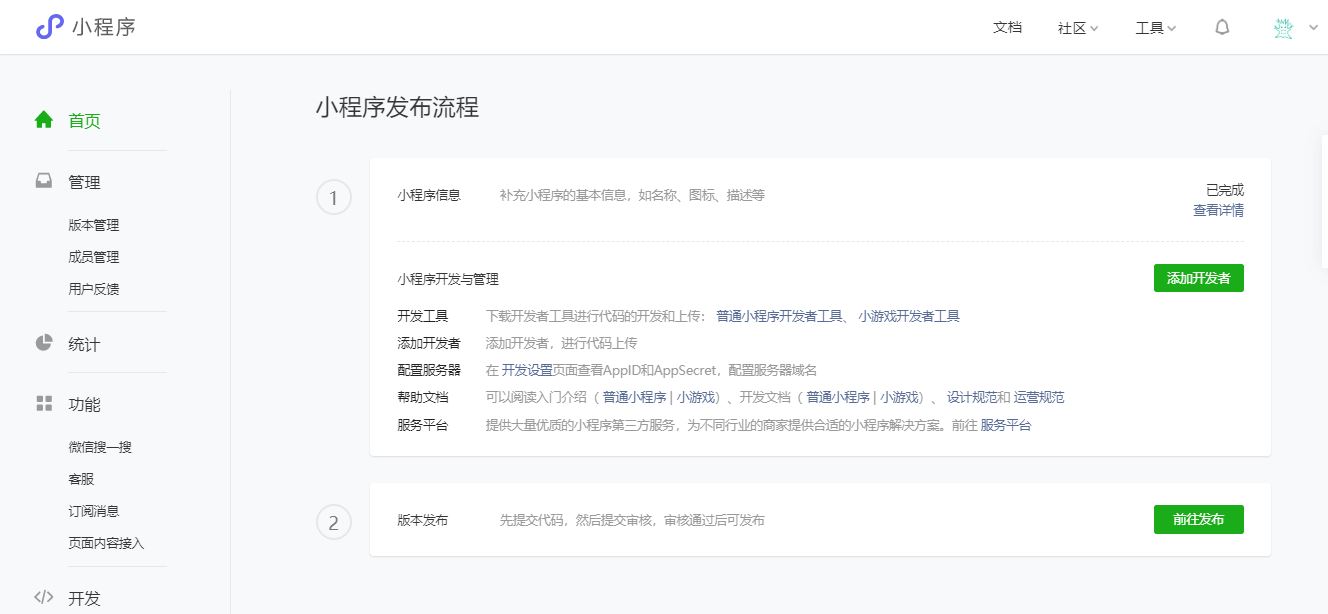 小程序
文档 社区 工具
首页
管理
版本管理
成员管理
用户反馈
统计
功能
微信搜一搜
客服
订阅消息
页面内容接入
开发
小程序发布流程
1
小程序信息 补充小程序的基本信息，如名称、图标、描述等 已完成
查看详情
小程序开发与管理 添加开发者
开发工具 下载开发者工具进行代码的开发和上传： 普通小程序开发者工具、 小游戏开发者工具
添加开发者 添加开发者，进行代码上传
配置服务器 在 开发设置页面查看AppID和AppSecret，配置服务器域名
帮助文档 可以阅读入门介绍（ 普通小程序 | 小游戏）、开发文档（ 普通小程序 | 小游戏）、 设计规范和 运营规范
服务平台 提供大量优质的小程序第三方服务，为不同行业的商家提供合适的小程序解决方案。前往 服务平台
2
版本发布 先提交代码，然后提交审核，审核通过后可发布 前往发布